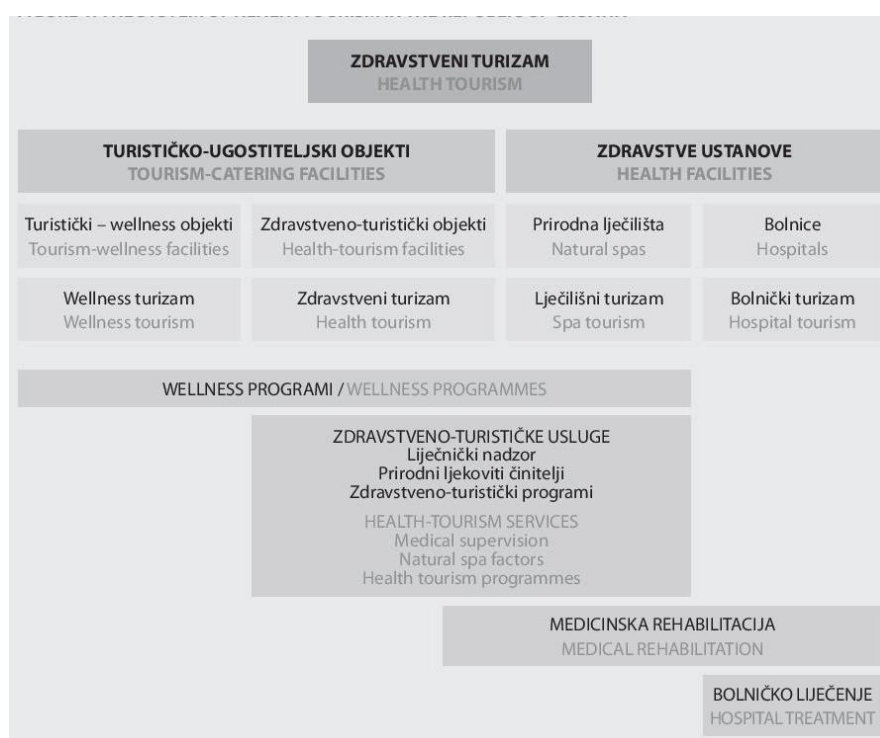 ZDRAVSTVENI TURIZAM
HEALTH TOURISM
TURISTIČKO-UGOSTITELJSKI OBJEKTI
TOURISM-CATERING FACILITIES
ZDRAVSTVE USTANOVE
HEALTH FACILITIES
Turistički – wellness objekti
Tourism-wellness facilities
Zdravstveno-turistički objekti
Health-tourism facilities
Prirodna lječilišta
Natural spas
Bolnice
Hospitals
Wellness turizam
Wellness tourism
Zdravstveni turizam
Health tourism
Lječilišni turizam
Spa tourism
Bolnički turizam
Hospital tourism
WELLNESS PROGRAMI / WELLNESS PROGRAMMES
ZDRAVSTVENO-TURISTIČKE USLUGE
Liječnički nadzor
Prirodni ljekoviti činitelji
Zdravstveno-turistički programi
HEALTH-TOURISM SERVICES
Medical supervision
Natural spa factors
Health tourism programmes
MEDICINSKA REHABILITACIJA
MEDICAL REHABILITATION
BOLNIČKO LIJEČENJE
HOSPITAL TREATMENT